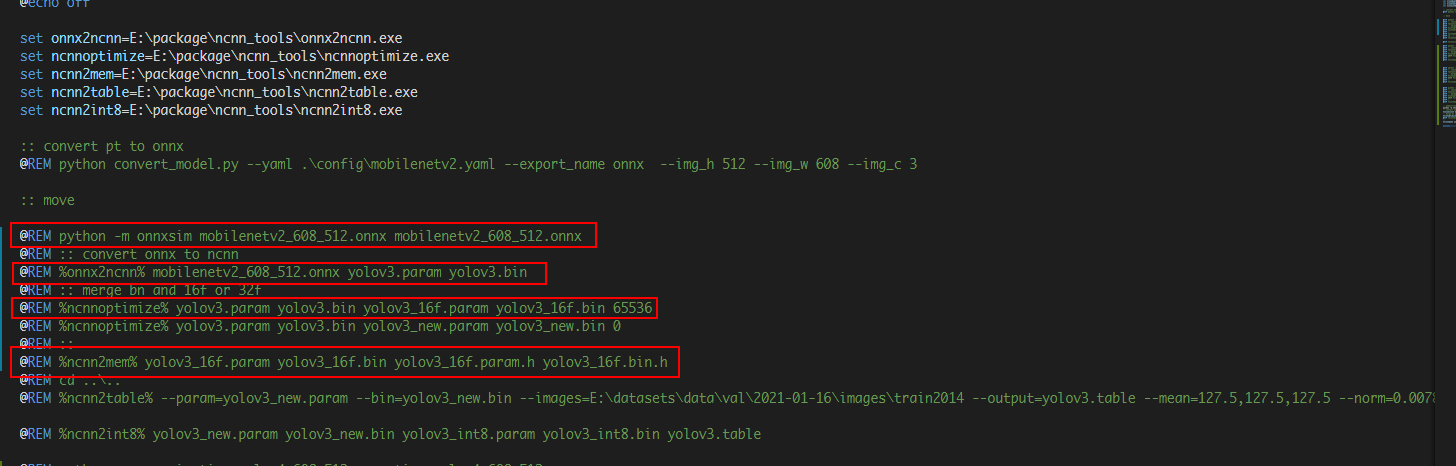 @echo off
set onnx2ncnn=E:\package\ncnn_tools\onnx2ncnn.exe
set ncnnoptimize=E:\package\ncnn_tools\ncnnoptimize.exe
set ncnn2mem=E:\package\ncnn_tools\ncnn2mem.exe
set ncnn2table=E:\package\ncnn_tools\ncnn2table.exe
set ncnn2int8=E:\package\ncnn_tools\ncnn2int8.exe
:: convert pt to onnx
@REM python convert_model.py --yaml .\config\mobilenetv2.yaml --export_name onnx  --img_h 512 --img_w 608 --img_c 3
:: move
@REM python -m onnxsim mobilenetv2_608_512.onnx mobilenetv2_608_512.onnx
@REM :: convert onnx to ncnn
@REM %onnx2ncnn% mobilenetv2_608_512.onnx yolov3.param yolov3.bin
@REM :: merge bn and 16f or 32f
@REM %ncnnoptimize% yolov3.param yolov3.bin yolov3_16f.param yolov3_16f.bin 65536
@REM %ncnnoptimize% yolov3.param yolov3.bin yolov3_new.param yolov3_new.bin 0
@REM ::
@REM %ncnn2mem% yolov3_16f.param yolov3_16f.bin yolov3_16f.param.h yolov3_16f.bin.h
@REM cd ..\..
@REM %ncnn2table% --param=yolov3_new.param --bin=yolov3_new.bin --images=E:\datasets\data\val\2021-01-16\images\train2014 --output=yolov3.table --mean=127.5,127.5,127.5 --norm=0.0078
@REM %ncnn2int8% yolov3_new.param yolov3_new.bin yolov3_int8.param yolov3_int8.bin yolov3.table